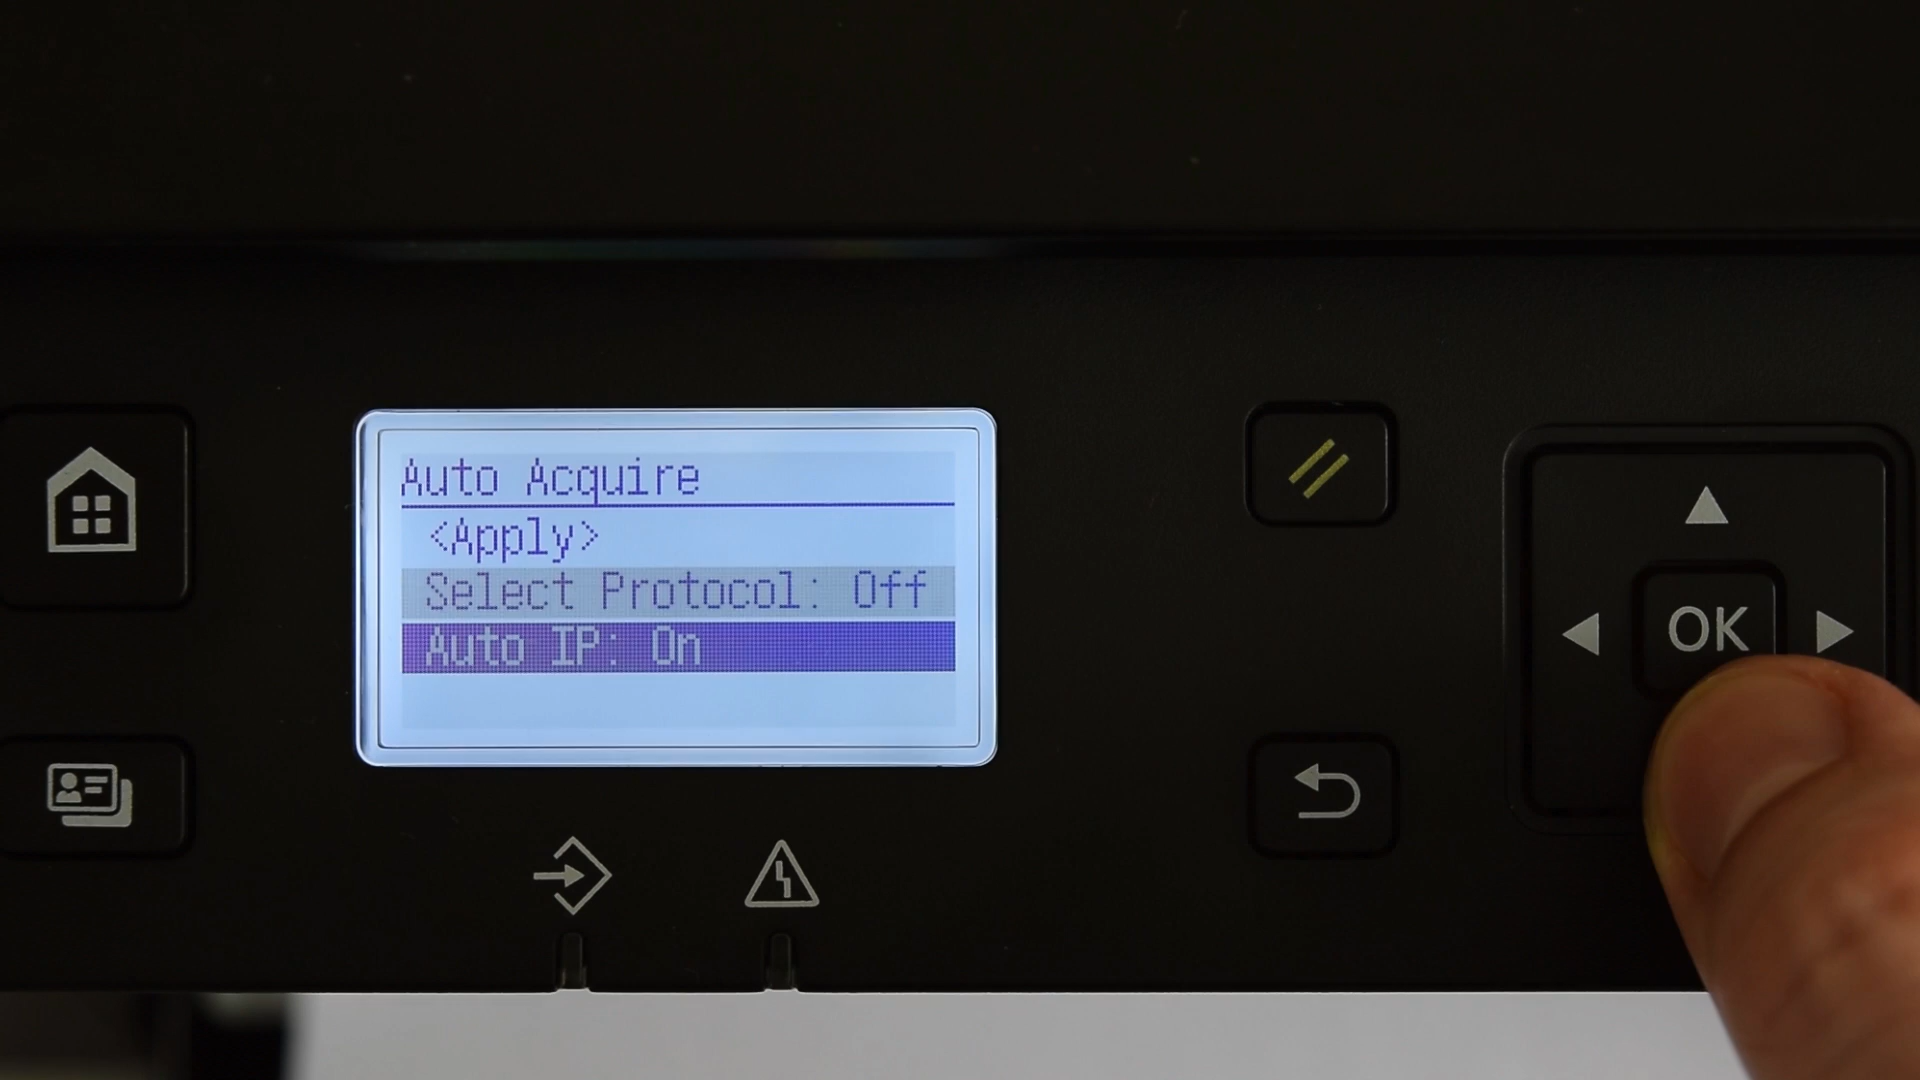 Auto Acquire
<Apply>
Select Protocol: Off
Auto IP: On
OK